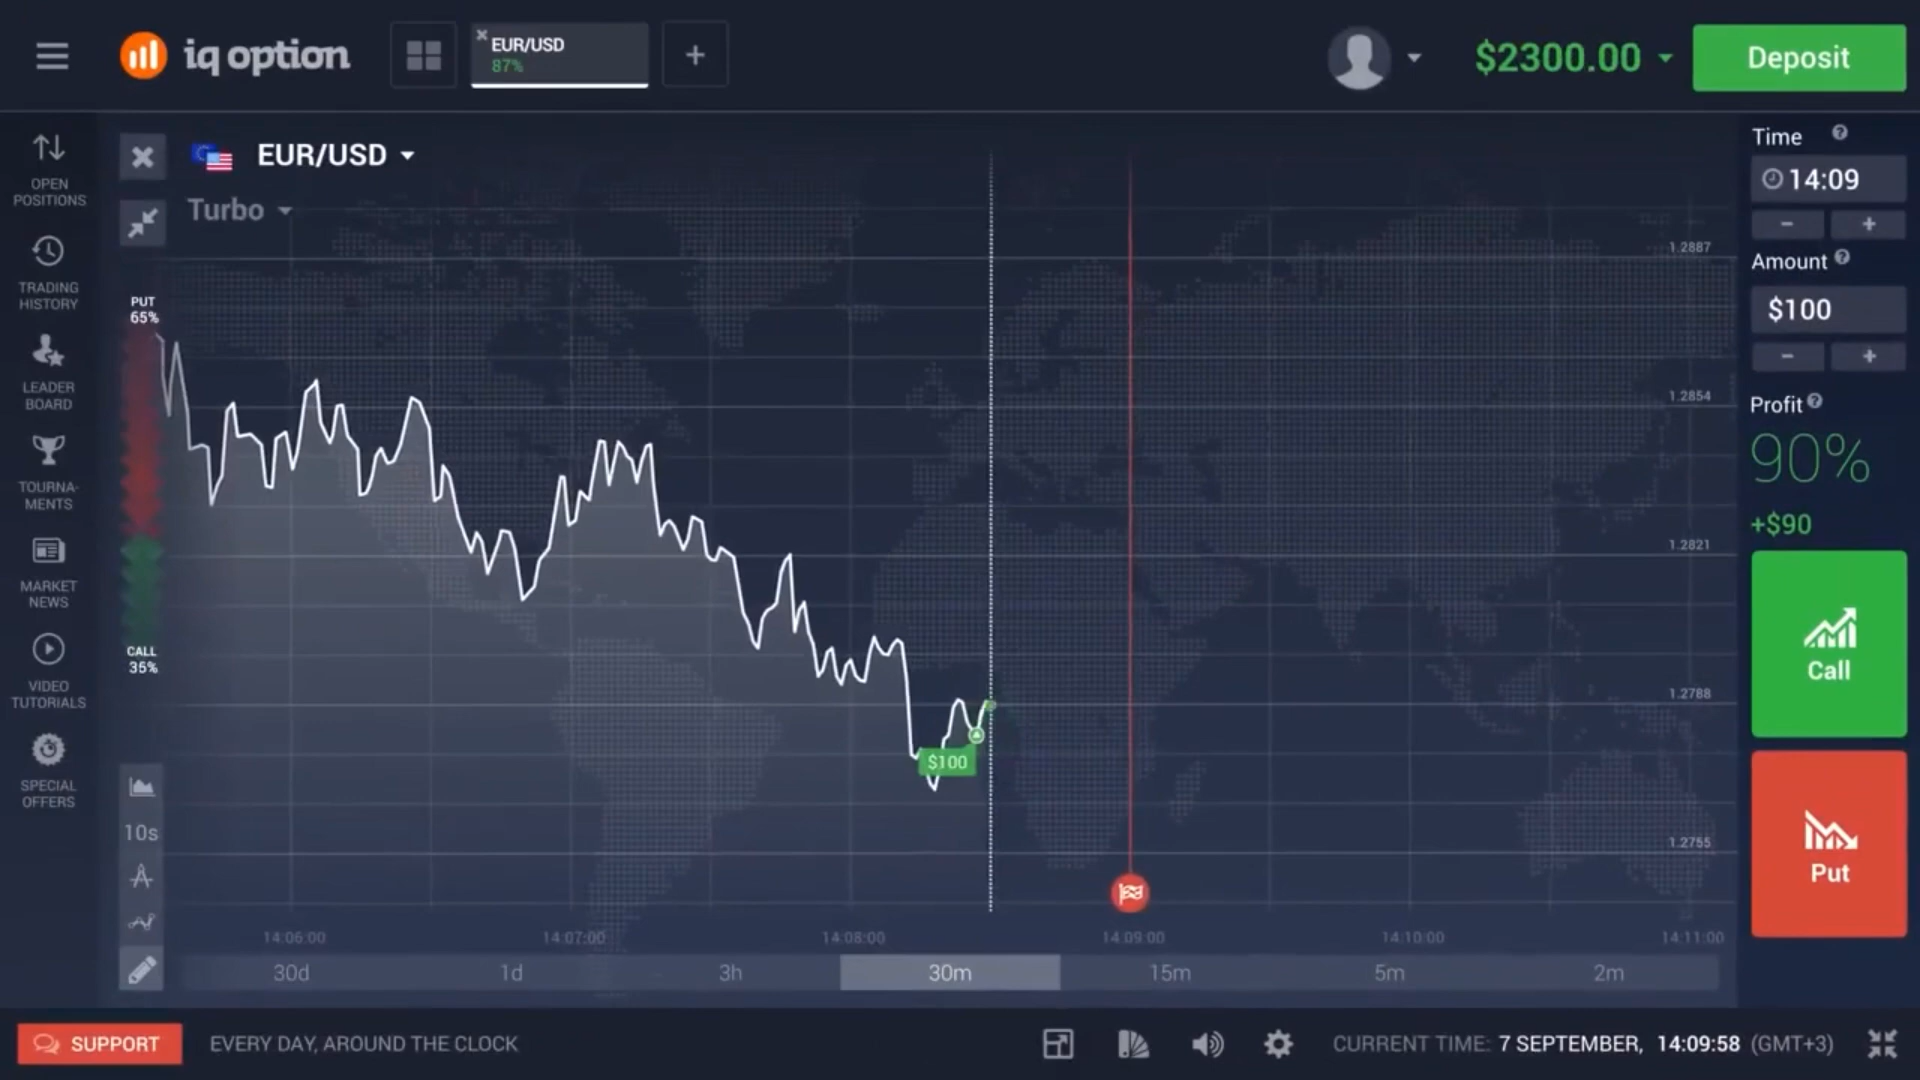 iq option
EUR/USD
87%
+
$2300.00
Deposit
OPEN
POSITIONS
TRADING
HISTORY
LEADER
BOARD
TOURNA-
MENTS
MARKET
NEWS
VIDEO
TUTORIALS
SPECIAL
OFFERS
EUR/USD
Turbo
PUT
65%
CALL
35%
10s
$100
1.2887
1.2854
1.2821
1.2788
1.2755
14:06:00
14:07:00
14:08:00
14:09:00
14:10:00
14:11:00
30d
1d
3h
30m
15m
5m
2m
Time ?
14:09
- +
Amount ?
$100
- +
Profit ?
90%
+$90
Call
Put
SUPPORT
EVERY DAY, AROUND THE CLOCK
CURRENT TIME: 7 SEPTEMBER, 14:09:58 (GMT+3)